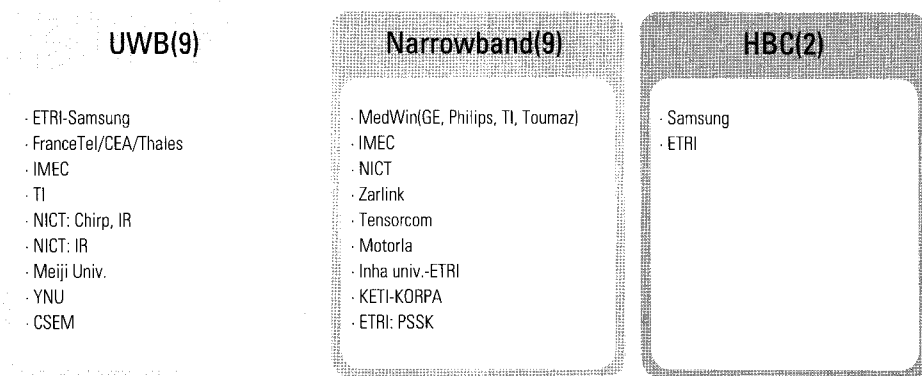 UWB(9)
· ETRI-Samsung
· FranceTel/CEA/Thales
· IMEC
· TI
· NICT: Chirp, IR
· NICT: IR
· Meiji Univ.
· YNU
· CSEM
Narrowband(9)
· MedWin(GE, Philips, TI, Toumaz)
· IMEC
· NICT
· Zarlink
· Tensorcom
· Motorla
· Inha univ.-ETRI
· KETI-KORPA
· ETRI: PSSK
HBC(2)
· Samsung
· ETRI